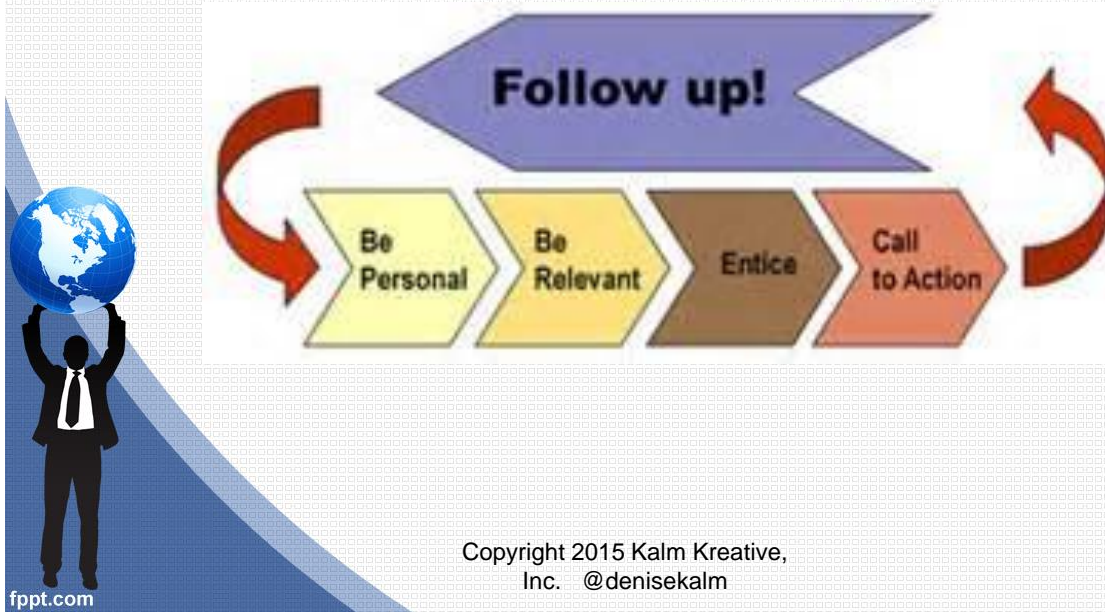 Follow up!
Be
Personal
Be
Relevant
Entice
Call
to Action
Copyright 2015 Kalm Kreative,
Inc. @denisekalm
fppt.com